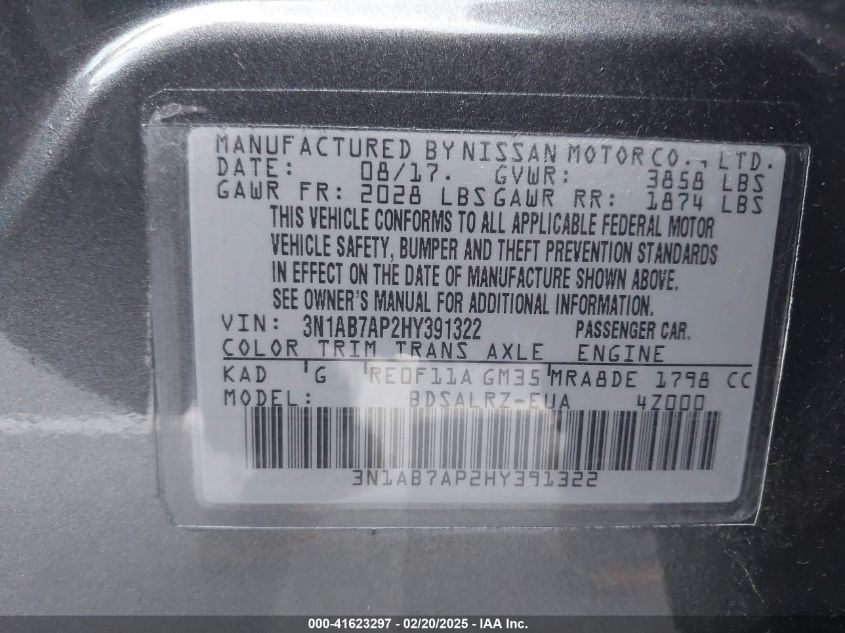 MANUFACTURED BY NISSAN MOTOR CO., LTD.
DATE: 08/17. GVWR: 3858 LBS
GAWR FR: 2028 LBS GAWR RR: 1874 LBS
THIS VEHICLE CONFORMS TO ALL APPLICABLE FEDERAL MOTOR
VEHICLE SAFETY, BUMPER AND THEFT PREVENTION STANDARDS
IN EFFECT ON THE DATE OF MANUFACTURE SHOWN ABOVE.
SEE OWNER'S MANUAL FOR ADDITIONAL INFORMATION.
VIN: 3N1AB7AP2HY391322 PASSENGER CAR.
COLOR TRIM TRANS AXLE ENGINE
KAD G RE0F11A GM35 MRA8DE 1798 CC
MODEL: BDSALRZ-EUA 4Z000
3N1AB7AP2HY391322
000-41623297 - 02/20/2025 - IAA Inc.